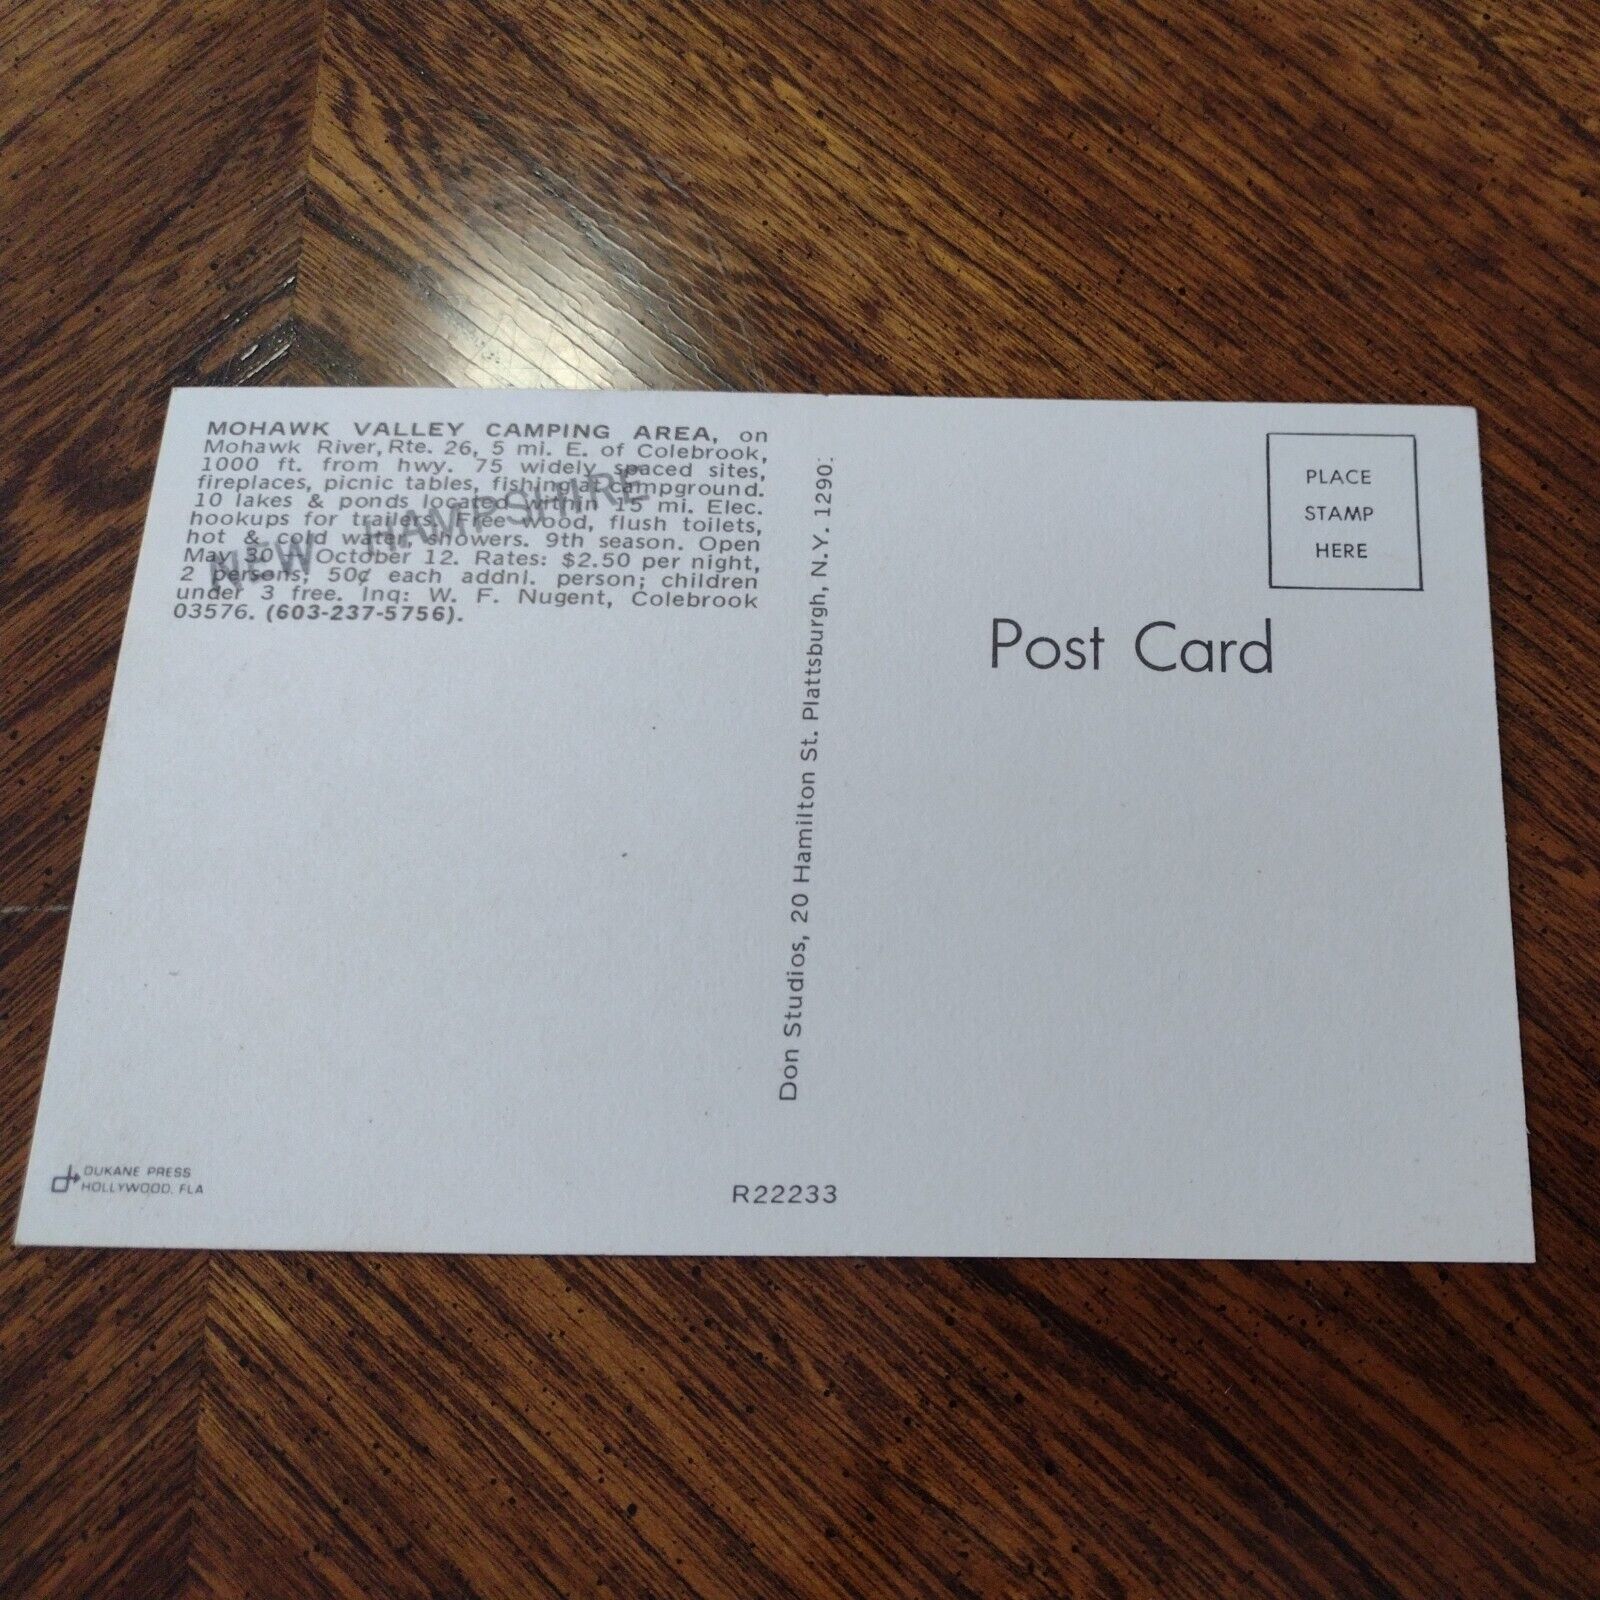 MOHAWK VALLEY CAMPING AREA, on
Mohawk River, Rte. 26, 5 mi. E. of Colebrook,
1000 ft. from hwy. 75 widely spaced sites,
fireplaces, picnic tables, fishing at campground.
10 lakes & ponds located within 15 mi. Elec.
hookups for trailers. Free wood, flush toilets,
hot & cold water, showers. 9th season. Open
May 30 October 12. Rates: $2.50 per night,
2 persons; 50¢ each addnl. person; children
under 3 free. Inq: W. F. Nugent, Colebrook
03576. (603-237-5756).
NEW HAMPSHIRE
DUKANE PRESS
HOLLYWOOD, FLA
Don Studios, 20 Hamilton St. Plattsburgh, N.Y. 1290
R22233
PLACE
STAMP
HERE
Post Card